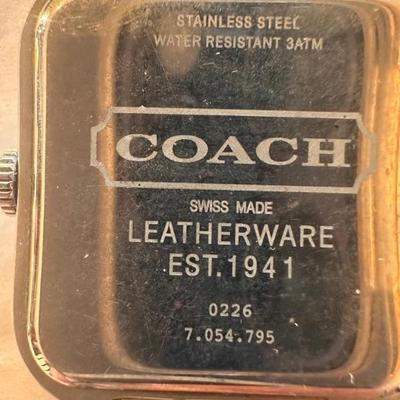 STAINLESS STEEL
WATER RESISTANT 3ATM
COACH
SWISS MADE
LEATHERWARE
EST.1941
0226
7.054.795